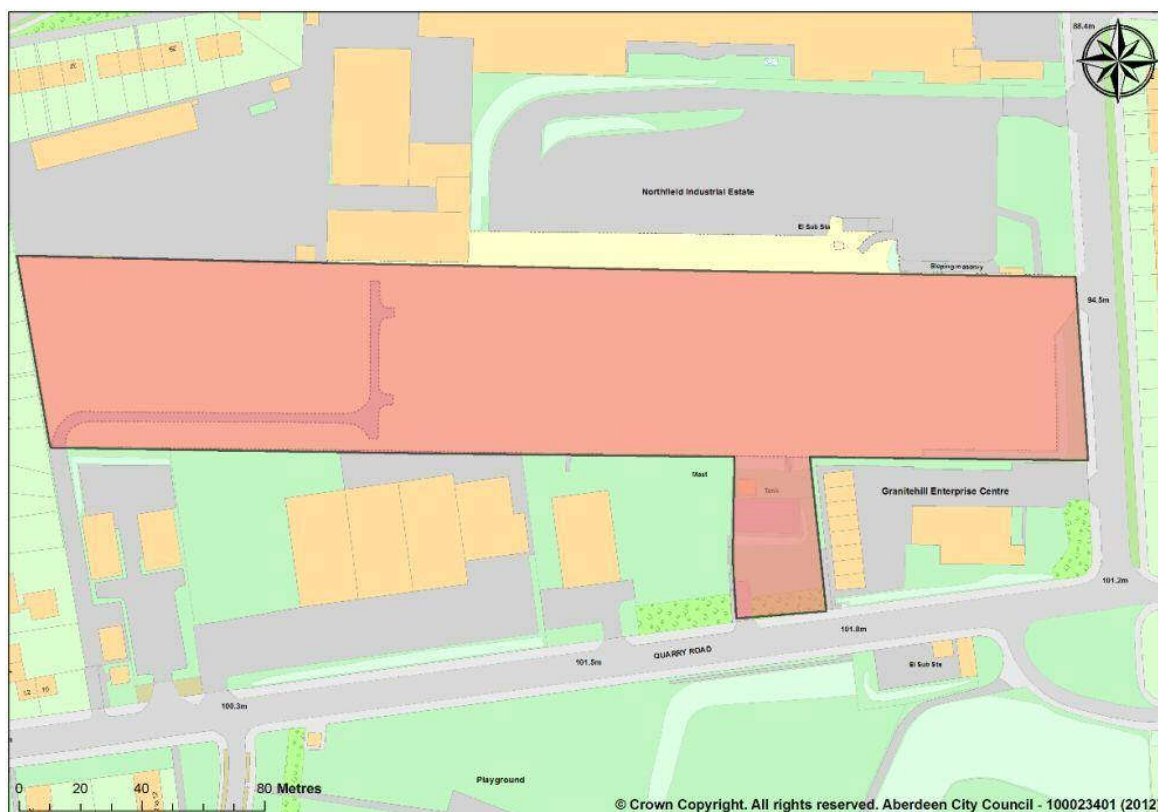 88.4m
Northfield Industrial Estate
El Sub Sta
Sloping masonry
94.5m
Mast
Tank
Granitehill Enterprise Centre
101.2m
101.8m
QUARRY ROAD
101.5m
El Sub Sta
100.3m
Playground
0 20 40 80 Metres
© Crown Copyright. All rights reserved. Aberdeen City Council - 100023401 (2012